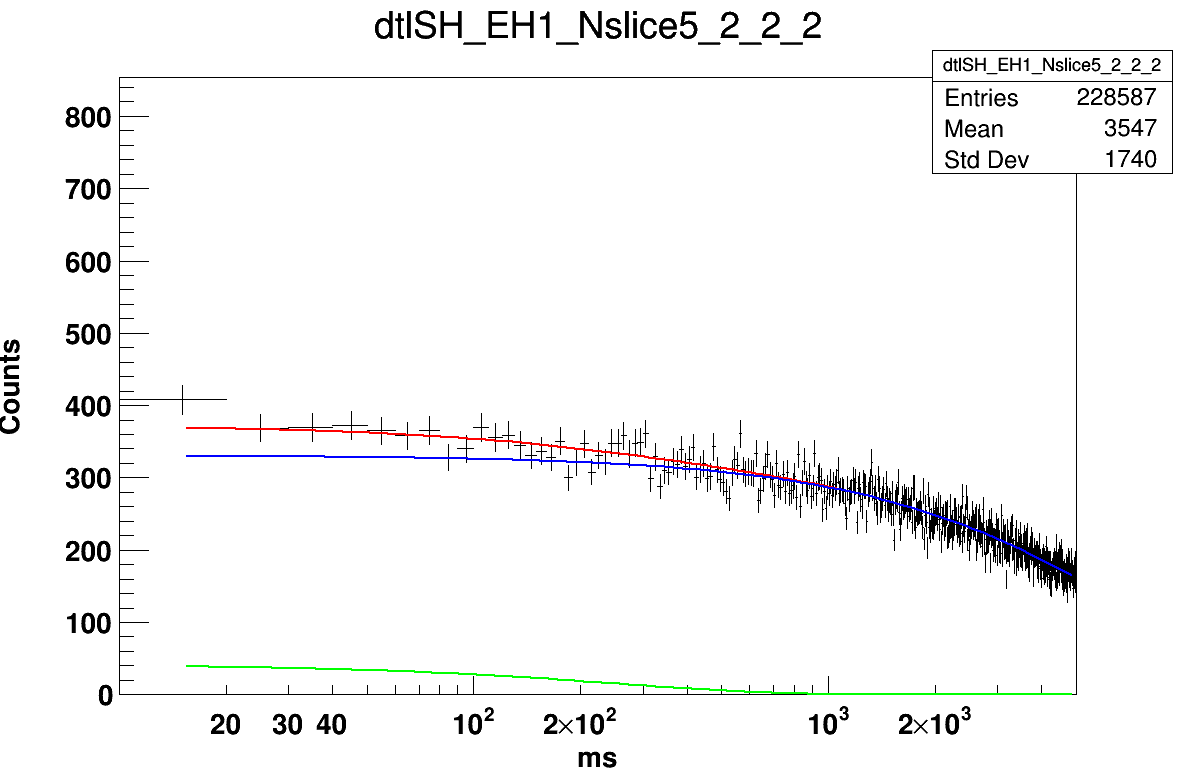 dtlSH_EH1_Nslice5_2_2_2
dtlSH_EH1_Nslice5_2_2_2
Entries 228587
Mean 3547
Std Dev 1740
800
700
600
500
400
300
200
100
0
Counts
20 30 40 10² 2×10² 10³ 2×10³
ms